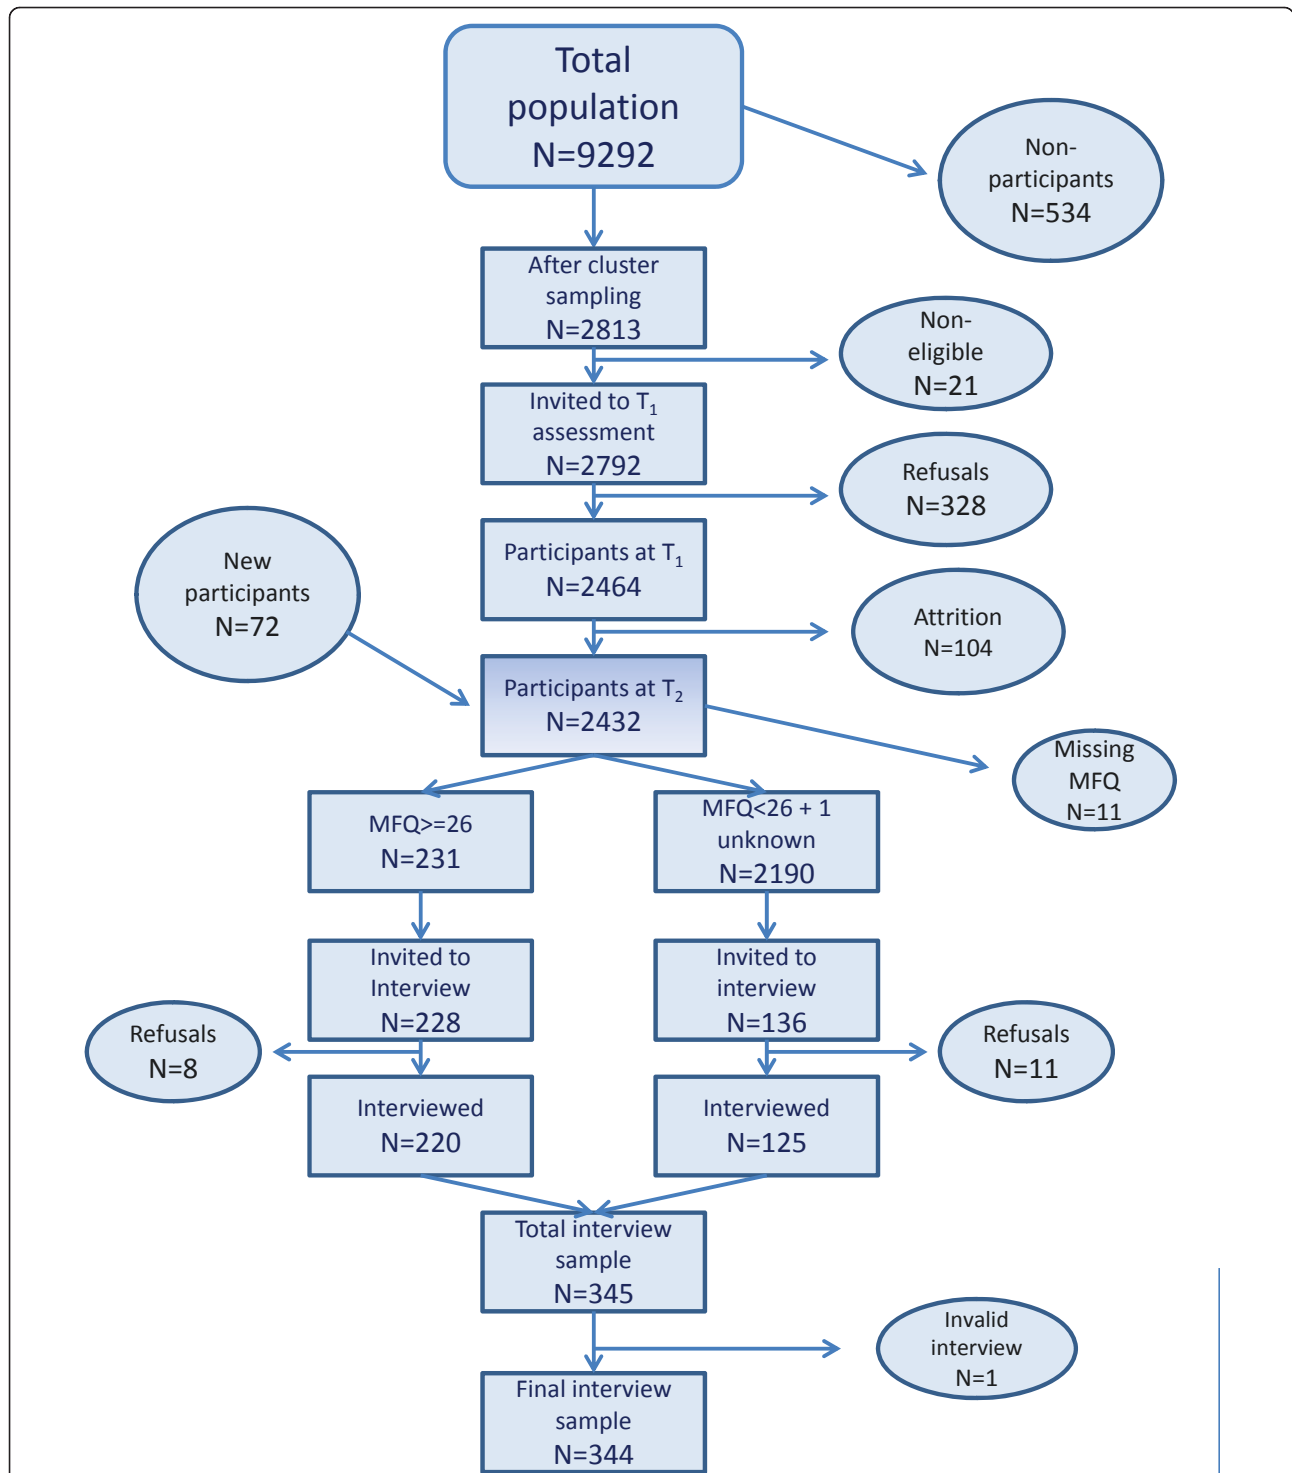 Total
population
N=9292
Non-
participants
N=534
After cluster
sampling
N=2813
Non-
eligible
N=21
Invited to T1
assessment
N=2792
Refusals
N=328
Participants at T1
N=2464
New
participants
N=72
Attrition
N=104
Participants at T2
N=2432
Missing
MFQ
N=11
MFQ>=26
N=231
MFQ<26 + 1
unknown
N=2190
Invited to
Interview
N=228
Invited to
interview
N=136
Refusals
N=8
Refusals
N=11
Interviewed
N=220
Interviewed
N=125
Total interview
sample
N=345
Invalid
interview
N=1
Final interview
sample
N=344